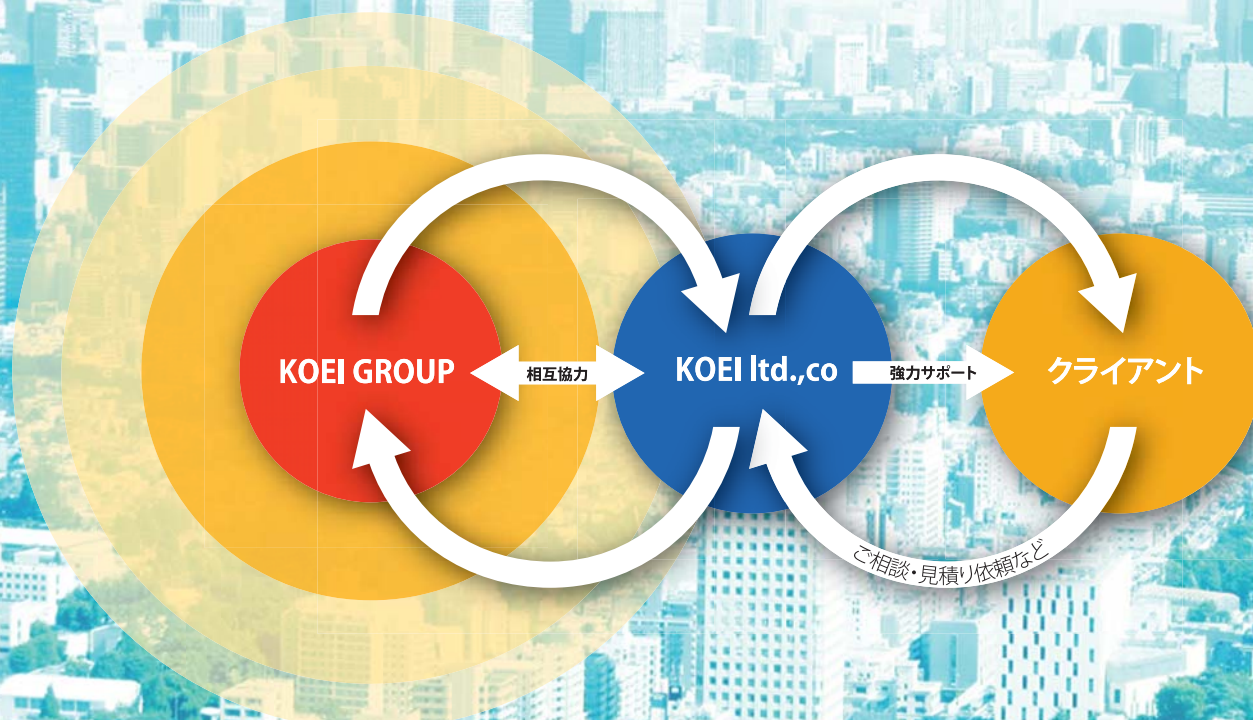 KOEI GROUP
相互協力
KOEI ltd.,co
強力サポート
クライアント
ご相談・見積り依頼など